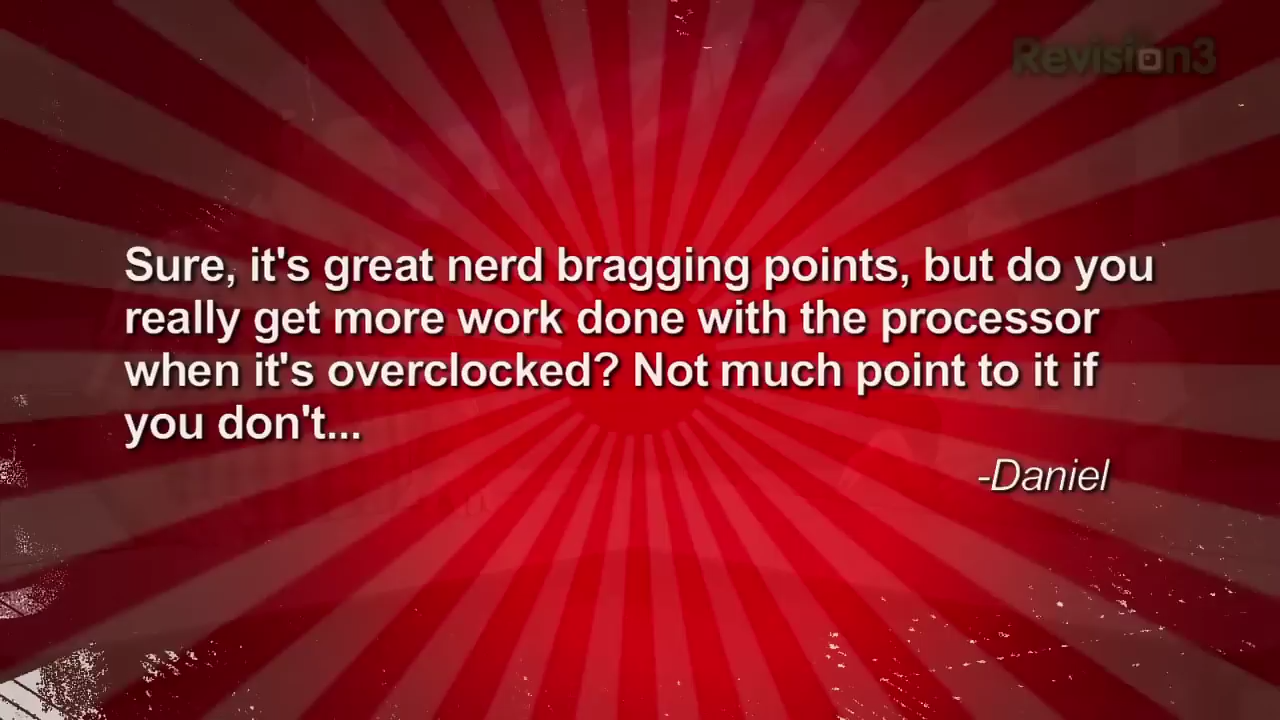 Revision3
Sure, it's great nerd bragging points, but do you
really get more work done with the processor
when it's overclocked? Not much point to it if
you don't...
-Daniel